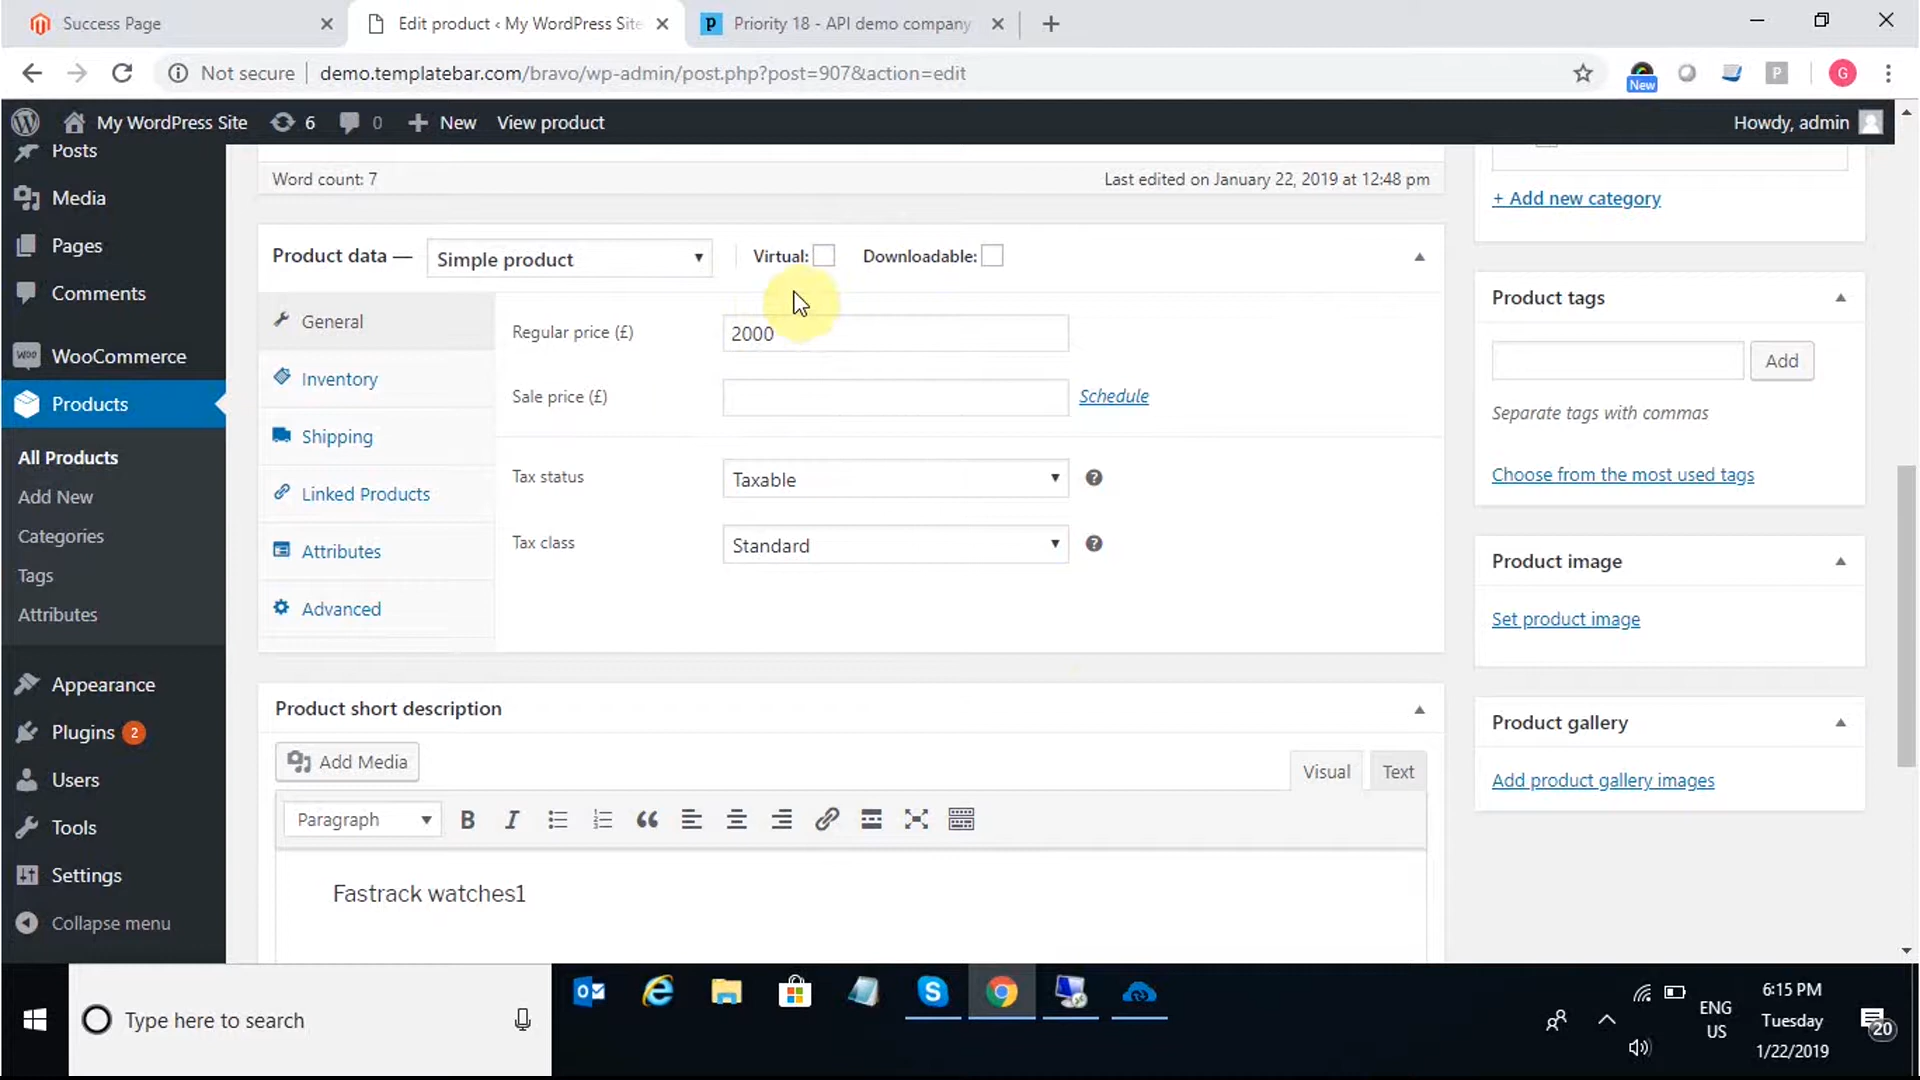 Success Page
Edit product ‹ My WordPress Site
Priority 18 - API demo company
Not secure
demo.templatebar.com/bravo/wp-admin/post.php?post=907&action=edit
New
P
G
My WordPress Site
6
0
New
View product
Howdy, admin
Posts
Media
Pages
Comments
WooCommerce
Products
All Products
Add New
Categories
Tags
Attributes
Appearance
Plugins 2
Users
Tools
Settings
Collapse menu
Word count: 7
Last edited on January 22, 2019 at 12:48 pm
Product data —
Simple product
Virtual:
Downloadable:
General
Inventory
Shipping
Linked Products
Attributes
Advanced
Regular price (£)
2000
Sale price (£)
Schedule
Tax status
Taxable
Tax class
Standard
Product short description
Add Media
Visual
Text
Paragraph
B
I
Fastrack watches1
+ Add new category
Product tags
Add
Separate tags with commas
Choose from the most used tags
Product image
Set product image
Product gallery
Add product gallery images
Type here to search
ENG
US
6:15 PM
Tuesday
1/22/2019
20